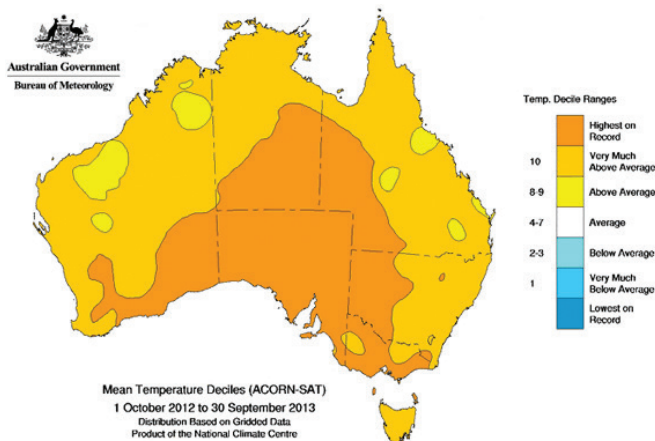 Australian Government
Bureau of Meteorology
Temp. Decile Ranges
Highest on
Record
10
Very Much
Above Average
8-9
Above Average
4-7
Average
2-3
Below Average
1
Very Much
Below Average
Lowest on
Record
Mean Temperature Deciles (ACORN-SAT)
1 October 2012 to 30 September 2013
Distribution Based on Gridded Data
Product of the National Climate Centre